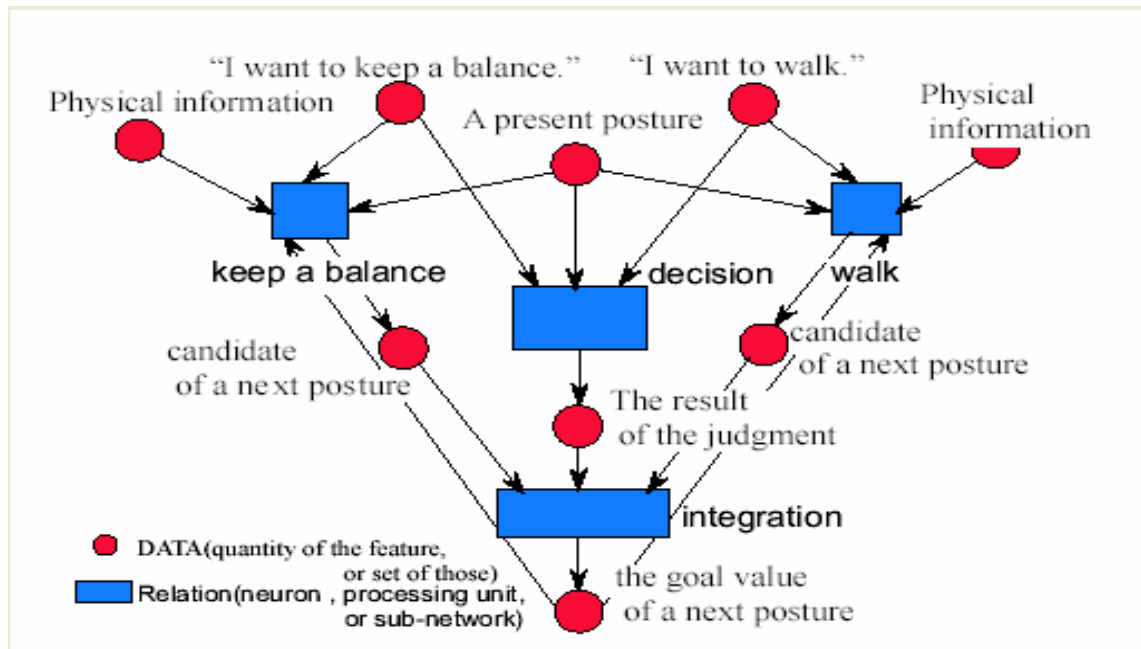 “I want to keep a balance.”
“I want to walk.”
Physical information
A present posture
Physical
information
keep a balance
decision
walk
candidate
of a next posture
candidate
of a next posture
The result
of the judgment
integration
DATA(quantity of the feature,
or set of those)
Relation(neuron , processing unit,
or sub-network)
the goal value
of a next posture